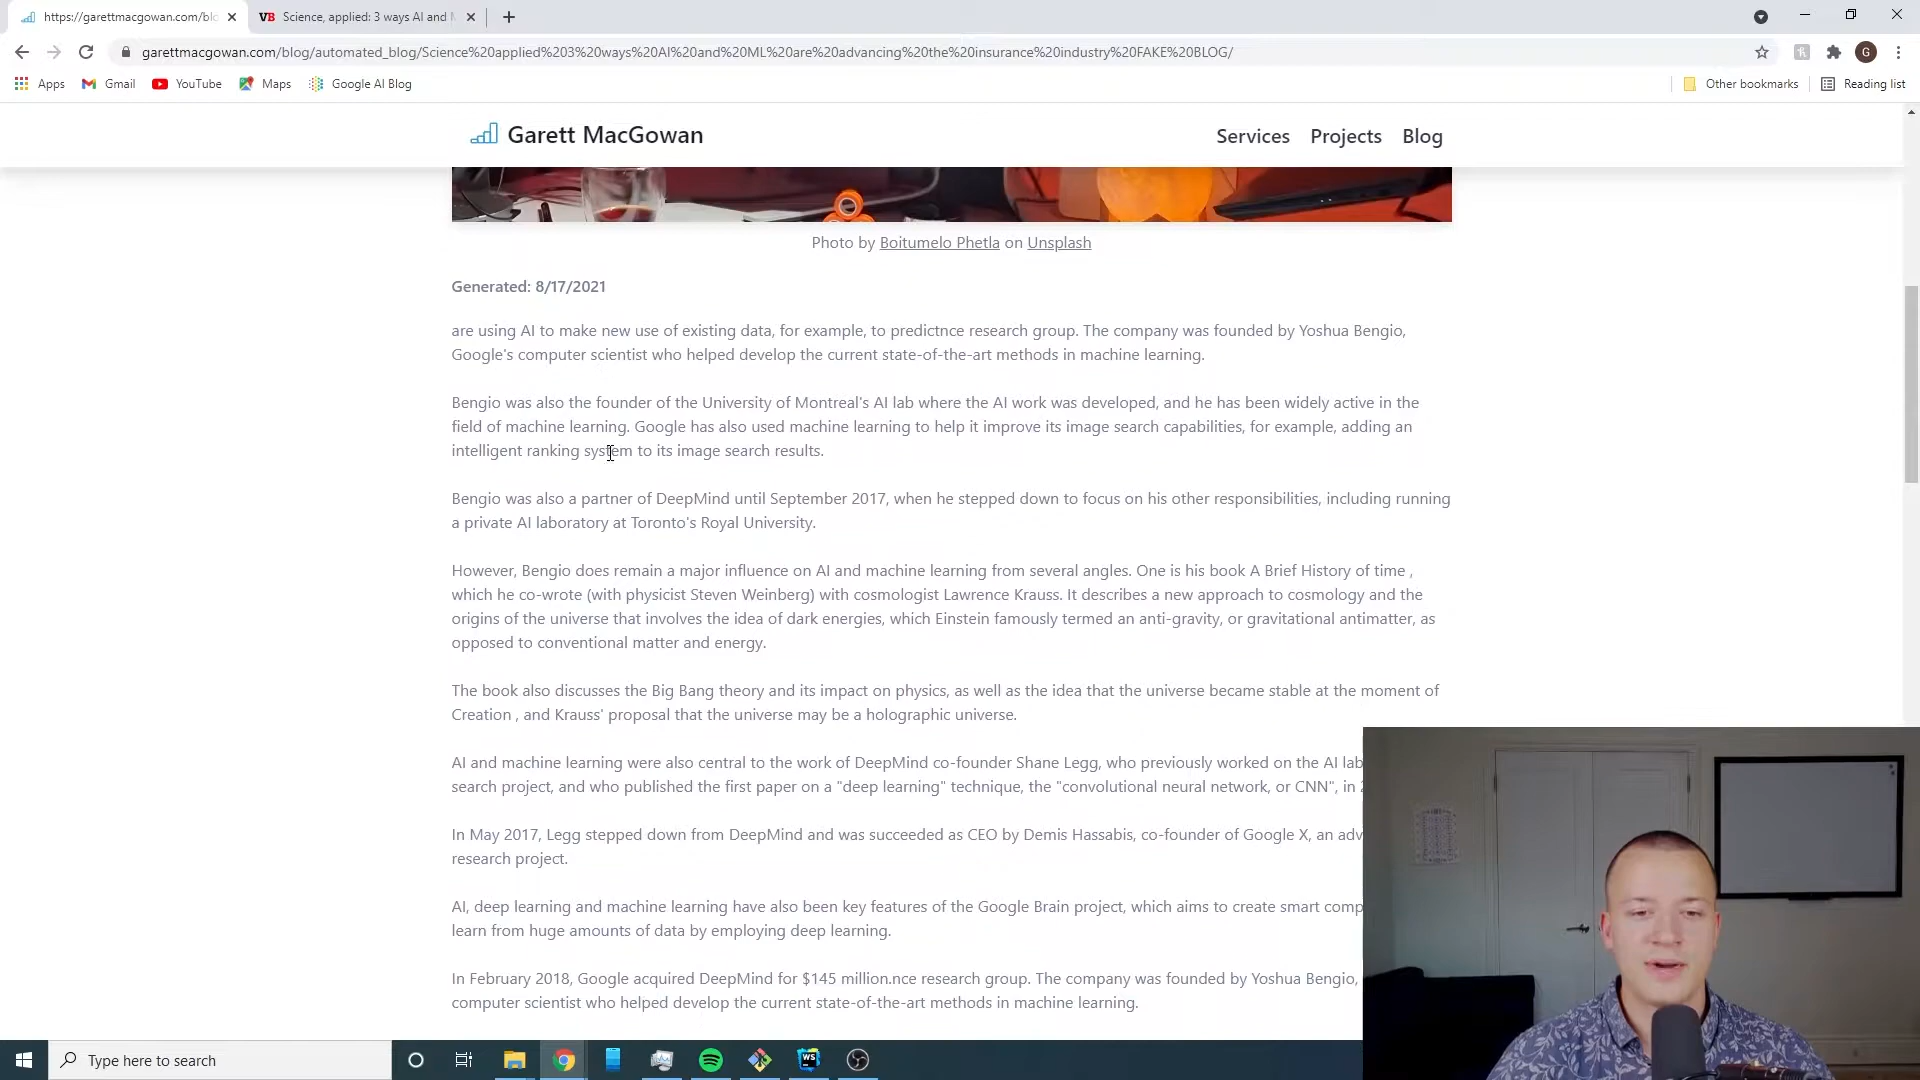 https://garettmacgowan.com/blo
VB Science, applied: 3 ways AI and M
garettmacgowan.com/blog/automated_blog/Science%20applied%203%20ways%20AI%20and%20ML%20are%20advancing%20the%20insurance%20industry%20FAKE%20BLOG/
G
Apps Gmail YouTube Maps Google AI Blog Other bookmarks Reading list
Garett MacGowan Services Projects Blog
Photo by Boitumelo Phetla on Unsplash
Generated: 8/17/2021
are using AI to make new use of existing data, for example, to predictnce research group. The company was founded by Yoshua Bengio,
Google's computer scientist who helped develop the current state-of-the-art methods in machine learning.
Bengio was also the founder of the University of Montreal's AI lab where the AI work was developed, and he has been widely active in the
field of machine learning. Google has also used machine learning to help it improve its image search capabilities, for example, adding an
intelligent ranking system to its image search results.
Bengio was also a partner of DeepMind until September 2017, when he stepped down to focus on his other responsibilities, including running
a private AI laboratory at Toronto's Royal University.
However, Bengio does remain a major influence on AI and machine learning from several angles. One is his book A Brief History of time ,
which he co-wrote (with physicist Steven Weinberg) with cosmologist Lawrence Krauss. It describes a new approach to cosmology and the
origins of the universe that involves the idea of dark energies, which Einstein famously termed an anti-gravity, or gravitational antimatter, as
opposed to conventional matter and energy.
The book also discusses the Big Bang theory and its impact on physics, as well as the idea that the universe became stable at the moment of
Creation , and Krauss' proposal that the universe may be a holographic universe.
AI and machine learning were also central to the work of DeepMind co-founder Shane Legg, who previously worked on the AI lab
search project, and who published the first paper on a "deep learning" technique, the "convolutional neural network, or CNN", in
In May 2017, Legg stepped down from DeepMind and was succeeded as CEO by Demis Hassabis, co-founder of Google X, an adv
research project.
AI, deep learning and machine learning have also been key features of the Google Brain project, which aims to create smart comp
learn from huge amounts of data by employing deep learning.
In February 2018, Google acquired DeepMind for $145 million.nce research group. The company was founded by Yoshua Bengio,
computer scientist who helped develop the current state-of-the-art methods in machine learning.
Type here to search
WS